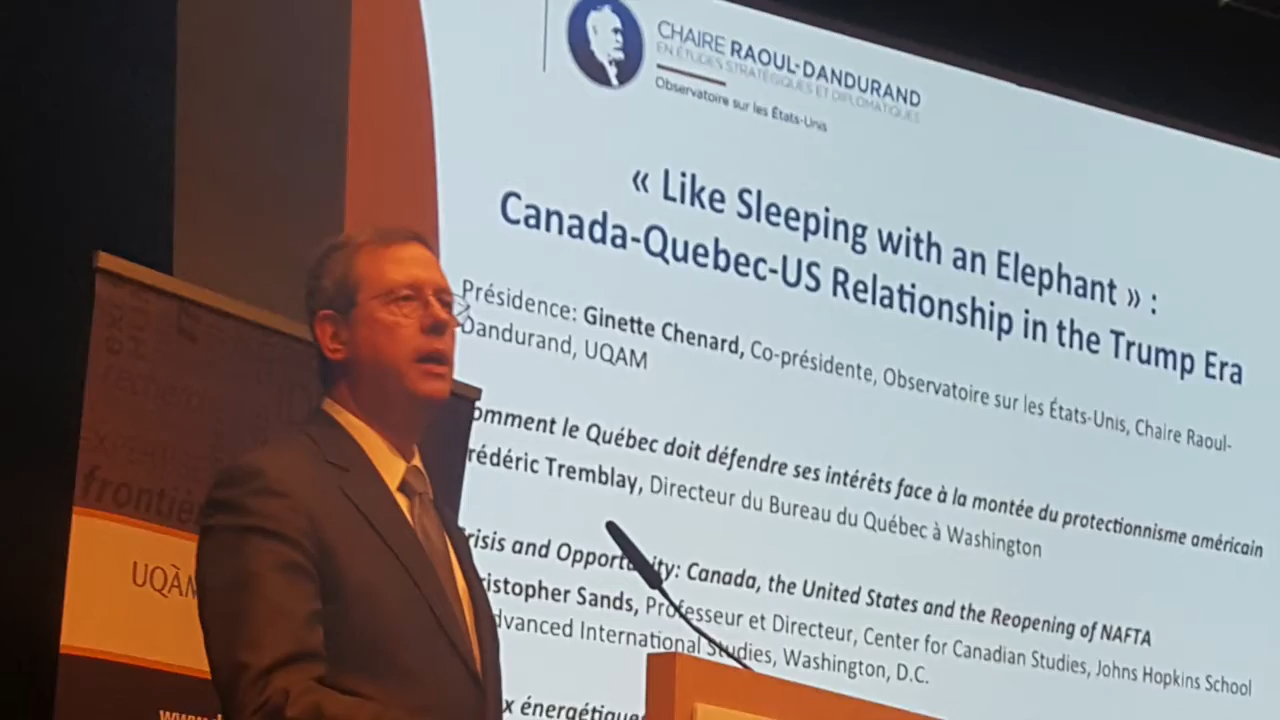 CHAIRE RAOUL-DANDURAND
EN ÉTUDES STRATÉGIQUES ET DIPLOMATIQUES
Observatoire sur les États-Unis
« Like Sleeping with an Elephant » :
Canada-Quebec-US Relationship in the Trump Era
Présidence: Ginette Chenard, Co-présidente, Observatoire sur les États-Unis, Chaire Raoul-
Dandurand, UQAM
omment le Québec doit défendre ses intérêts face à la montée du protectionnisme américain
rédéric Tremblay, Directeur du Bureau du Québec à Washington
risis and Opportunity: Canada, the United States and the Reopening of NAFTA
ristopher Sands, Professeur et Directeur, Center for Canadian Studies, Johns Hopkins School
dvanced International Studies, Washington, D.C.
x énergétique
frontiè
UQÀM